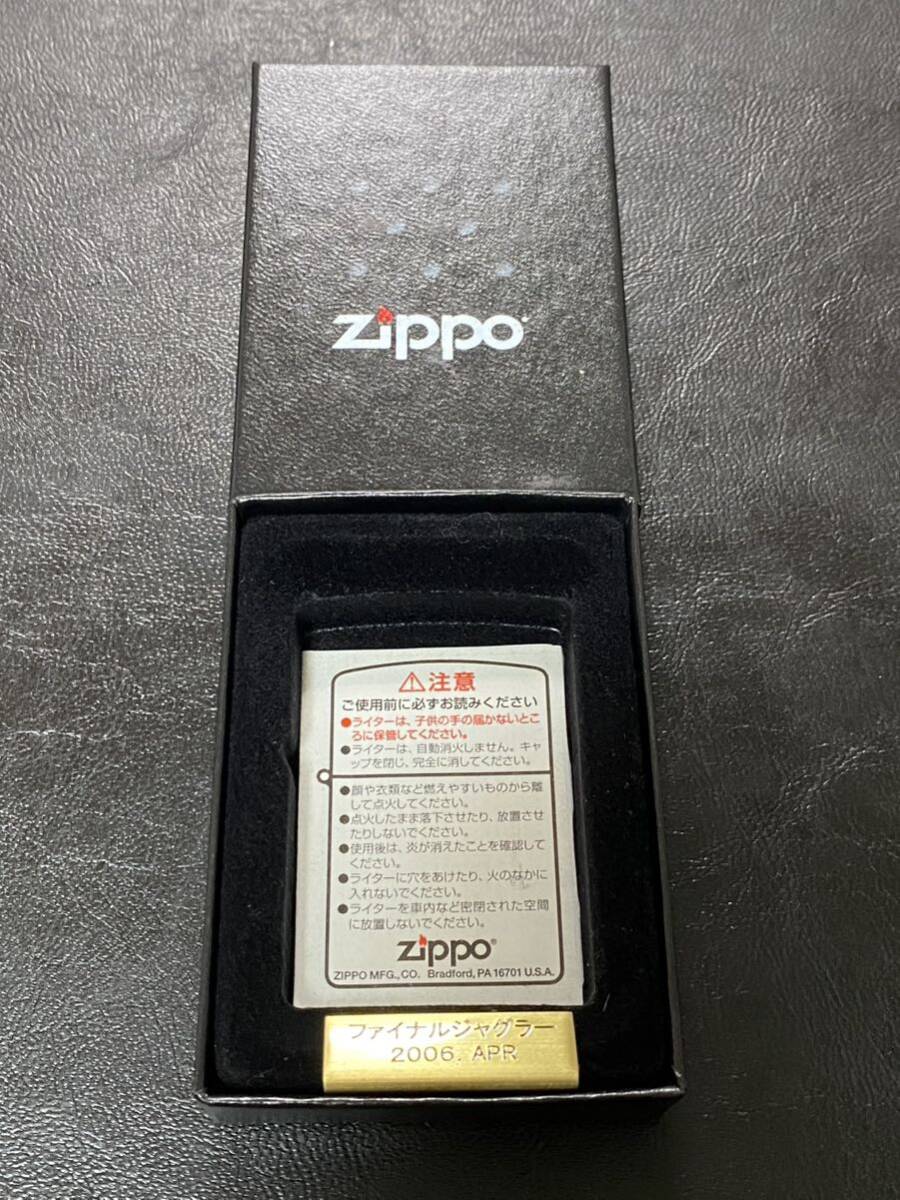 zippo
⚠注意
ご使用前に必ずお読みください
●ライターは、子供の手の届かないとこ
ろに保管してください。
●ライターは、自動消火しません。キャ
ップを閉じ、完全に消してください。
●顔や衣類など燃えやすいものから離
して点火してください。
●点火したまま落下させたり、放置させ
たりしないでください。
●使用後は、炎が消えたことを確認して
ください。
●ライターに穴をあけたり、火のなかに
入れないでください。
●ライターを車内など密閉された空間
に放置しないでください。
zippo®
ZIPPO MFG.,CO. Bradford, PA 16701 U.S.A.
ファイナルジャグラー
2006. APR